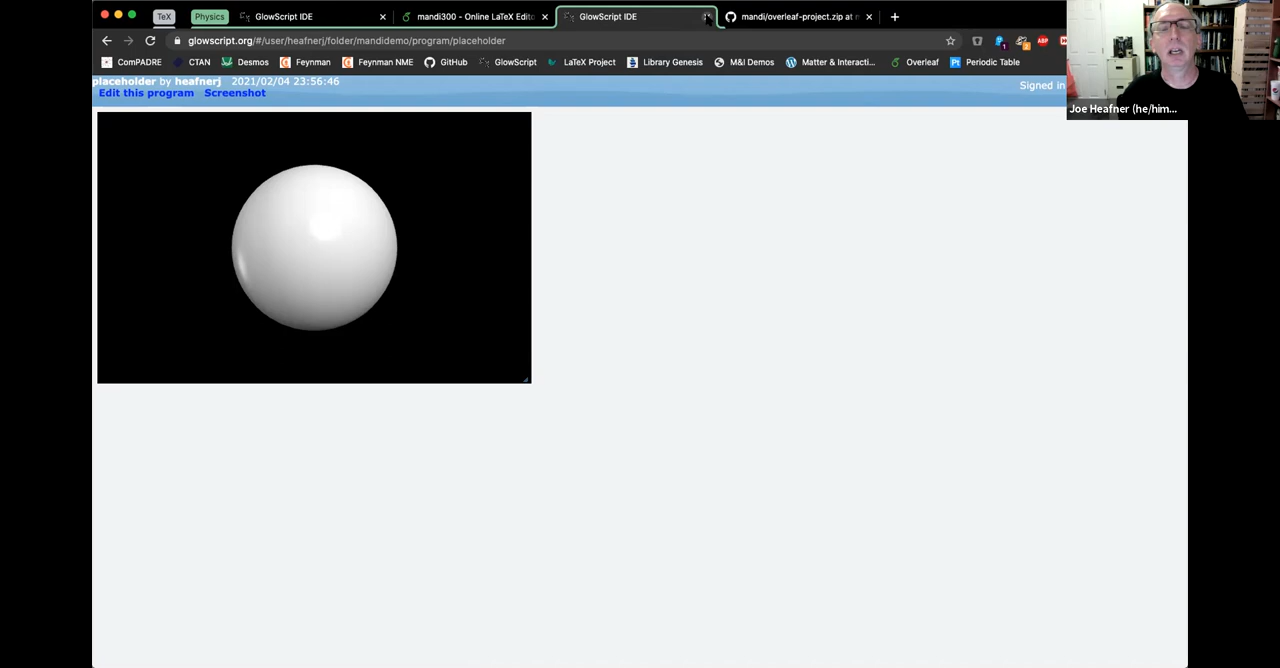 TeX
Physics
GlowScript IDE
mandi300 - Online LaTeX Edito
GlowScript IDE
mandi/overleaf-project.zip at m
glowscript.org/#/user/heafnerj/folder/mandidemo/program/placeholder
ABP
ComPADRE
CTAN
Desmos
Feynman
Feynman NME
GitHub
GlowScript
LaTeX Project
Library Genesis
M&I Demos
Matter & Interacti...
Overleaf
Pt Periodic Table
placeholder by heafnerj 2021/02/04 23:56:46
Signed in
Edit this program Screenshot
Joe Heafner (he/him...